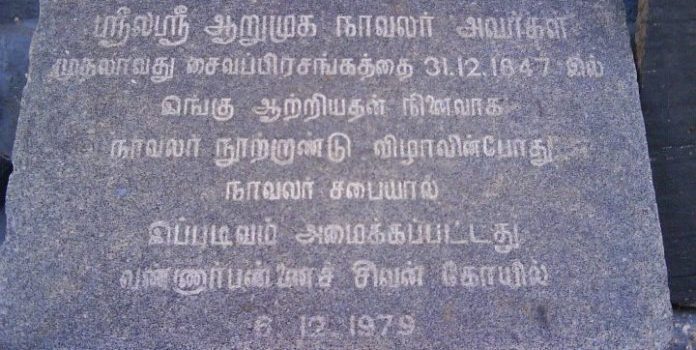 ஸ்ரீலஸ்ரீ ஆறுமுக நாவலர் அவர்கள்
முதலாவது சைவப்பிரசங்கத்தை 31.12.1847 இல்
இங்கு ஆற்றியதன் நினைவாக
நாவலர் நூற்றாண்டு விழாவின்போது
நாவலர் சபையால்
இப்படிவம் அமைக்கப்பட்டது
வண்ணார்பண்ணைச் சிவன் கோயில்
6 12 1979